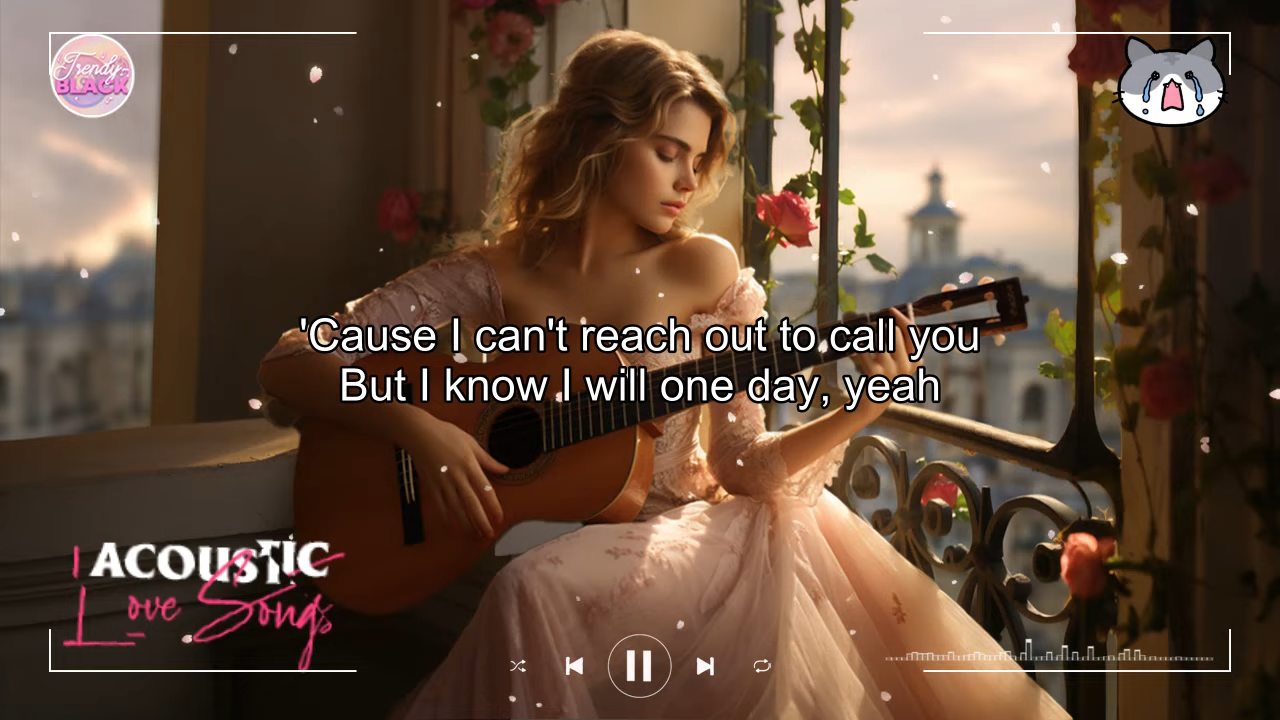 Trendy
BLACK
'Cause I can't reach out to call you
But I know I will one day, yeah
ACOUSTIC
Love Songs